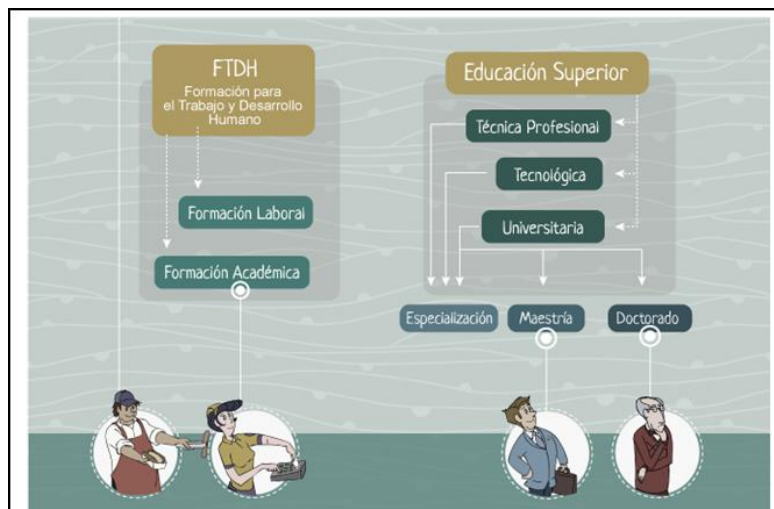 FTDH
Formación para
el Trabajo y Desarrollo
Humano
Formación Laboral
Formación Académica
Educación Superior
Técnica Profesional
Tecnológica
Universitaria
Especialización
Maestría
Doctorado